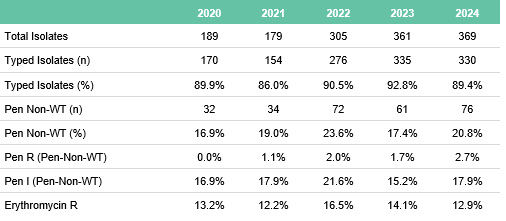 2020 2021 2022 2023 2024
Total Isolates 189 179 305 361 369
Typed Isolates (n) 170 154 276 335 330
Typed Isolates (%) 89.9% 86.0% 90.5% 92.8% 89.4%
Pen Non-WT (n) 32 34 72 61 76
Pen Non-WT (%) 16.9% 19.0% 23.6% 17.4% 20.8%
Pen R (Pen-Non-WT) 0.0% 1.1% 2.0% 1.7% 2.7%
Pen I (Pen-Non-WT) 16.9% 17.9% 21.6% 15.2% 17.9%
Erythromycin R 13.2% 12.2% 16.5% 14.1% 12.9%